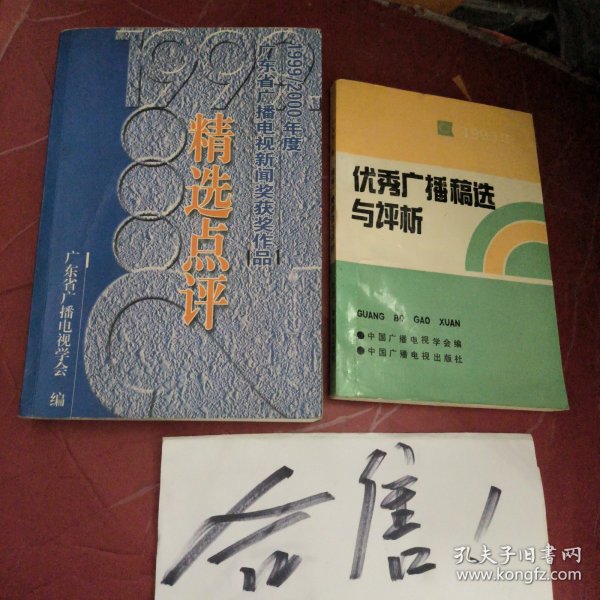 1999-2000年度
广东省广播电视新闻奖获奖作品
精选点评
广东省广播电视学会 编
优秀广播稿选
与评析
GUANG BO GAO XUAN
●中国广播电视学会编
●中国广播电视出版社
合售!
孔夫子旧书网
www.kongfz.com